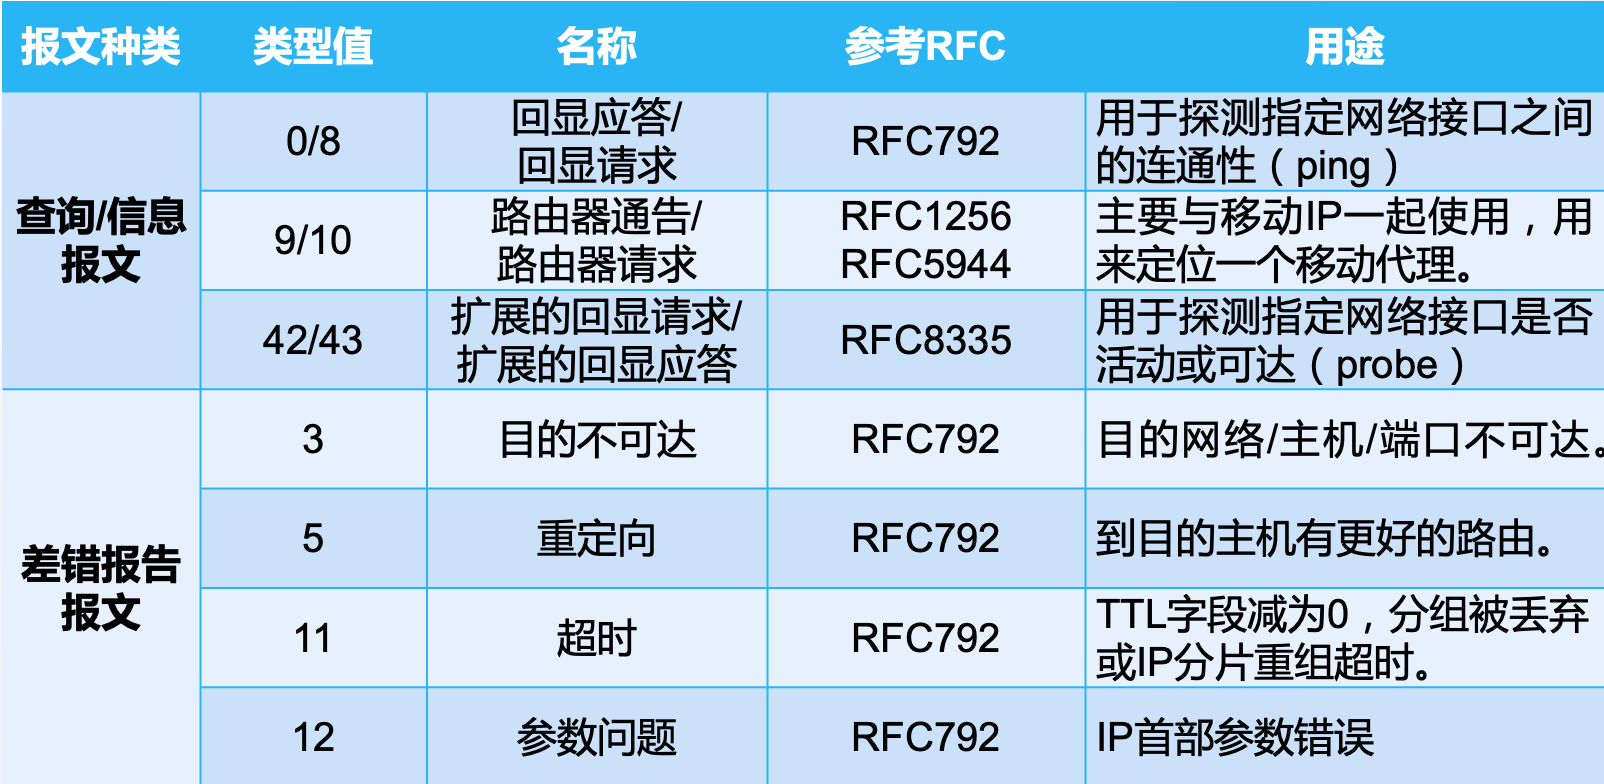 报文种类 类型值 名称 参考RFC 用途
查询/信息
报文
0/8
回显应答/
回显请求
RFC792
用于探测指定网络接口之间
的连通性（ping）
9/10
路由器通告/
路由器请求
RFC1256
RFC5944
主要与移动IP一起使用，用
来定位一个移动代理。
42/43
扩展的回显请求/
扩展的回显应答
RFC8335
用于探测指定网络接口是否
活动或可达（probe）
差错报告
报文
3
目的不可达
RFC792
目的网络/主机/端口不可达。
5
重定向
RFC792
到目的主机有更好的路由。
11
超时
RFC792
TTL字段减为0，分组被丢弃
或IP分片重组超时。
12
参数问题
RFC792
IP首部参数错误